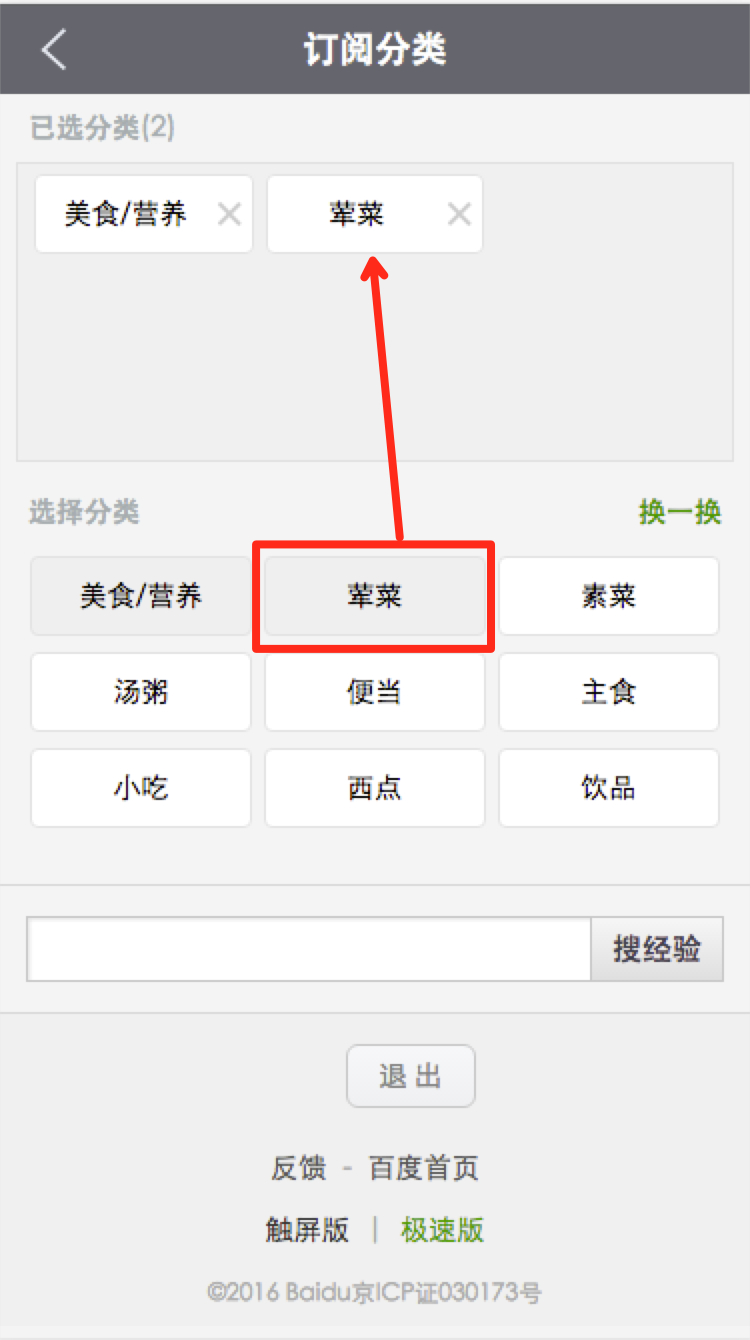 订阅分类
已选分类(2)
美食/营养 荤菜
选择分类 换一换
美食/营养 荤菜 素菜
汤粥 便当 主食
小吃 西点 饮品
搜经验
退出
反馈 - 百度首页
触屏版 | 极速版
©2016 Baidu京ICP证030173号